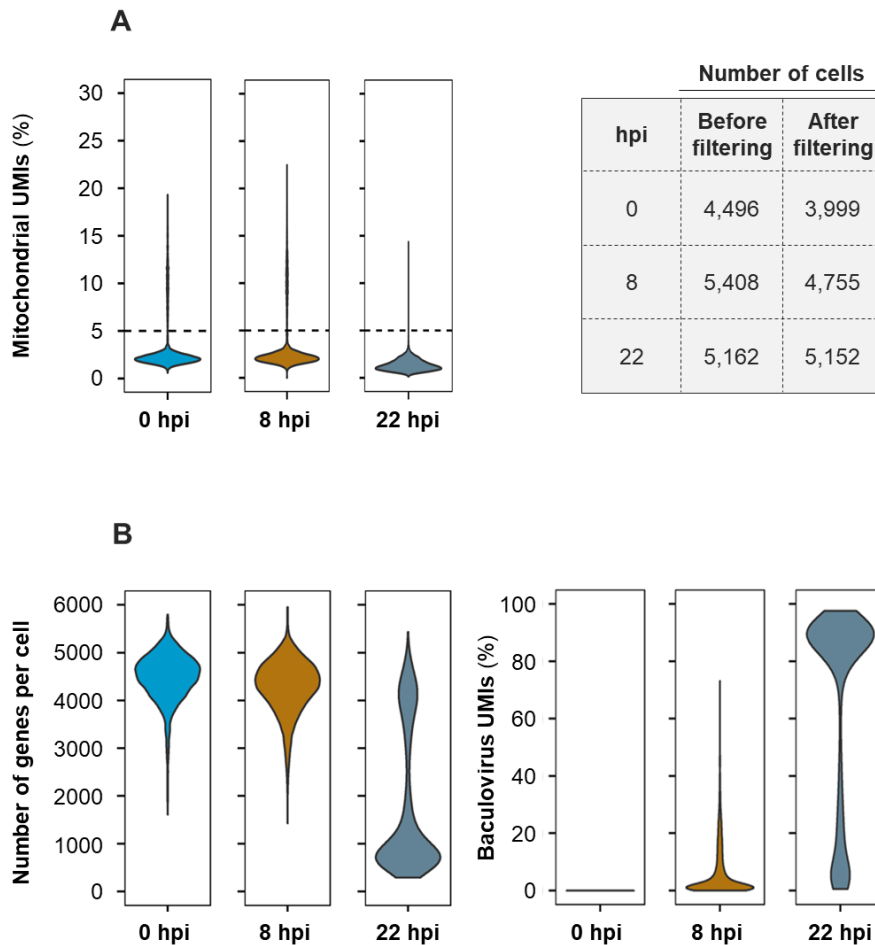 A
Mitochondrial UMIs (%)
30
25
20
15
10
5
0
0 hpi
8 hpi
22 hpi
Number of cells
hpi
Before filtering
After filtering
0
4,496
3,999
8
5,408
4,755
22
5,162
5,152
B
Number of genes per cell
6000
5000
4000
3000
2000
1000
0
0 hpi
8 hpi
22 hpi
Baculovirus UMIs (%)
100
80
60
40
20
0
0 hpi
8 hpi
22 hpi